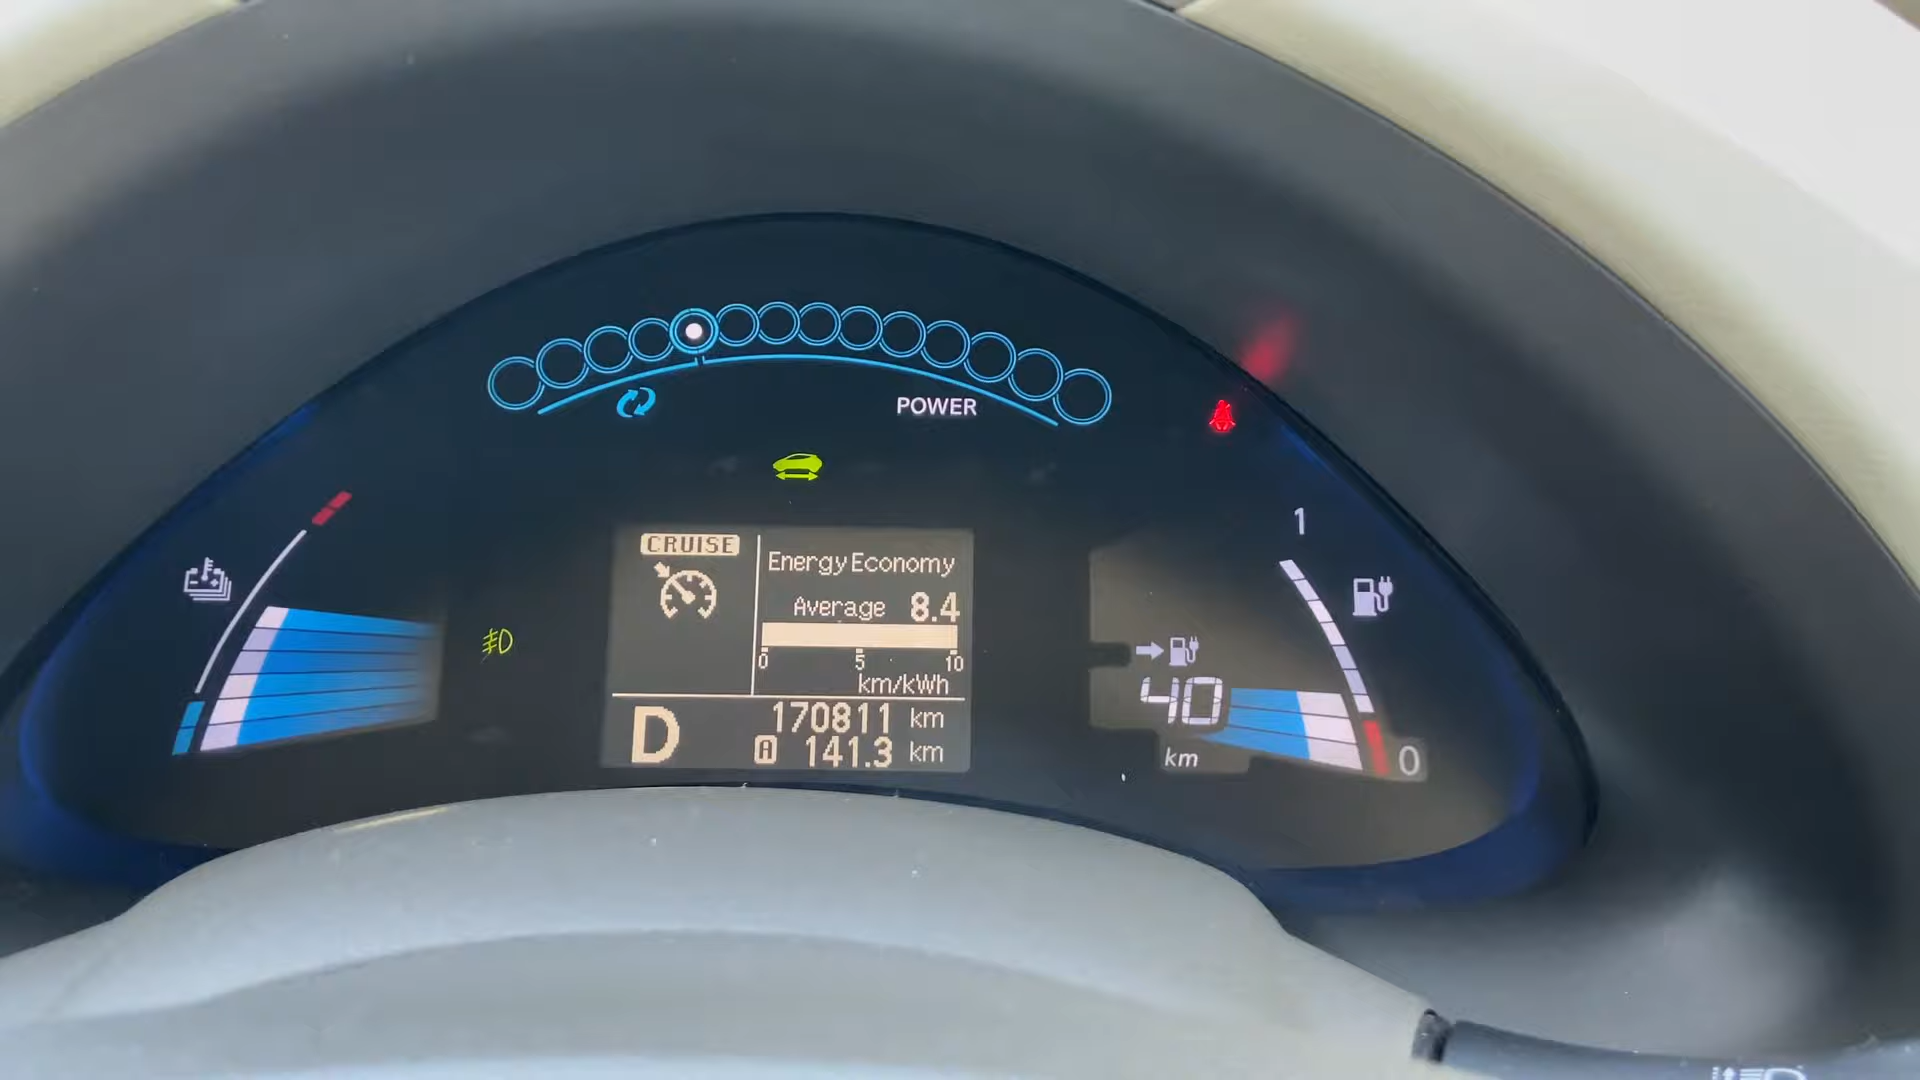 POWER
1
CRUISE
Energy Economy
Average 8.4
0 5 10
km/kWh
40
km
D
170811 km
A 141.3 km
0